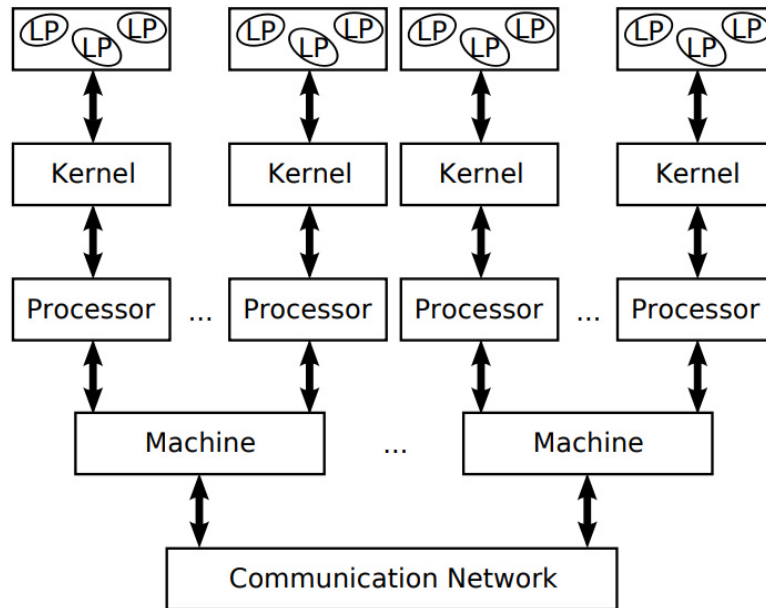 LP LP LP LP LP LP LP LP LP LP LP LP
Kernel Kernel Kernel Kernel
Processor ... Processor Processor ... Processor
Machine ... Machine
Communication Network